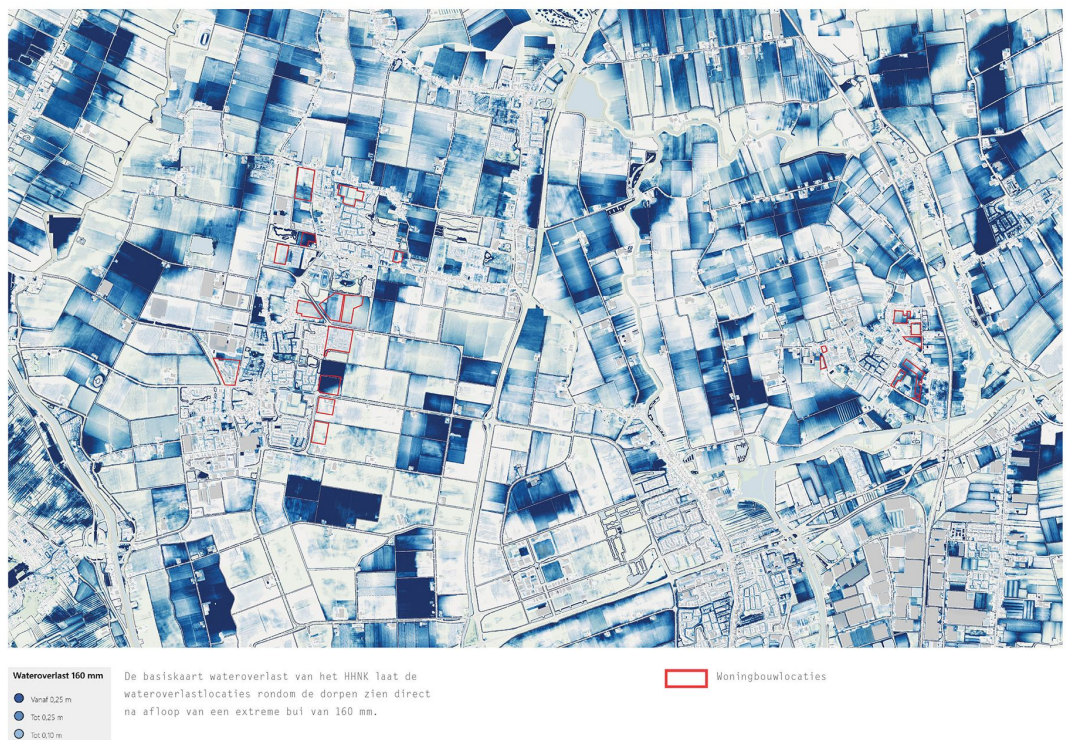 Wateroverlast 160 mm
Vanaf 0,25 m
Tot 0,25 m
Tot 0,10 m
De basiskaart wateroverlast van het HHNK laat de
wateroverlastlocaties rondom de dorpen zien direct
na afloop van een extreme bui van 160 mm.
Woningbouwlocaties